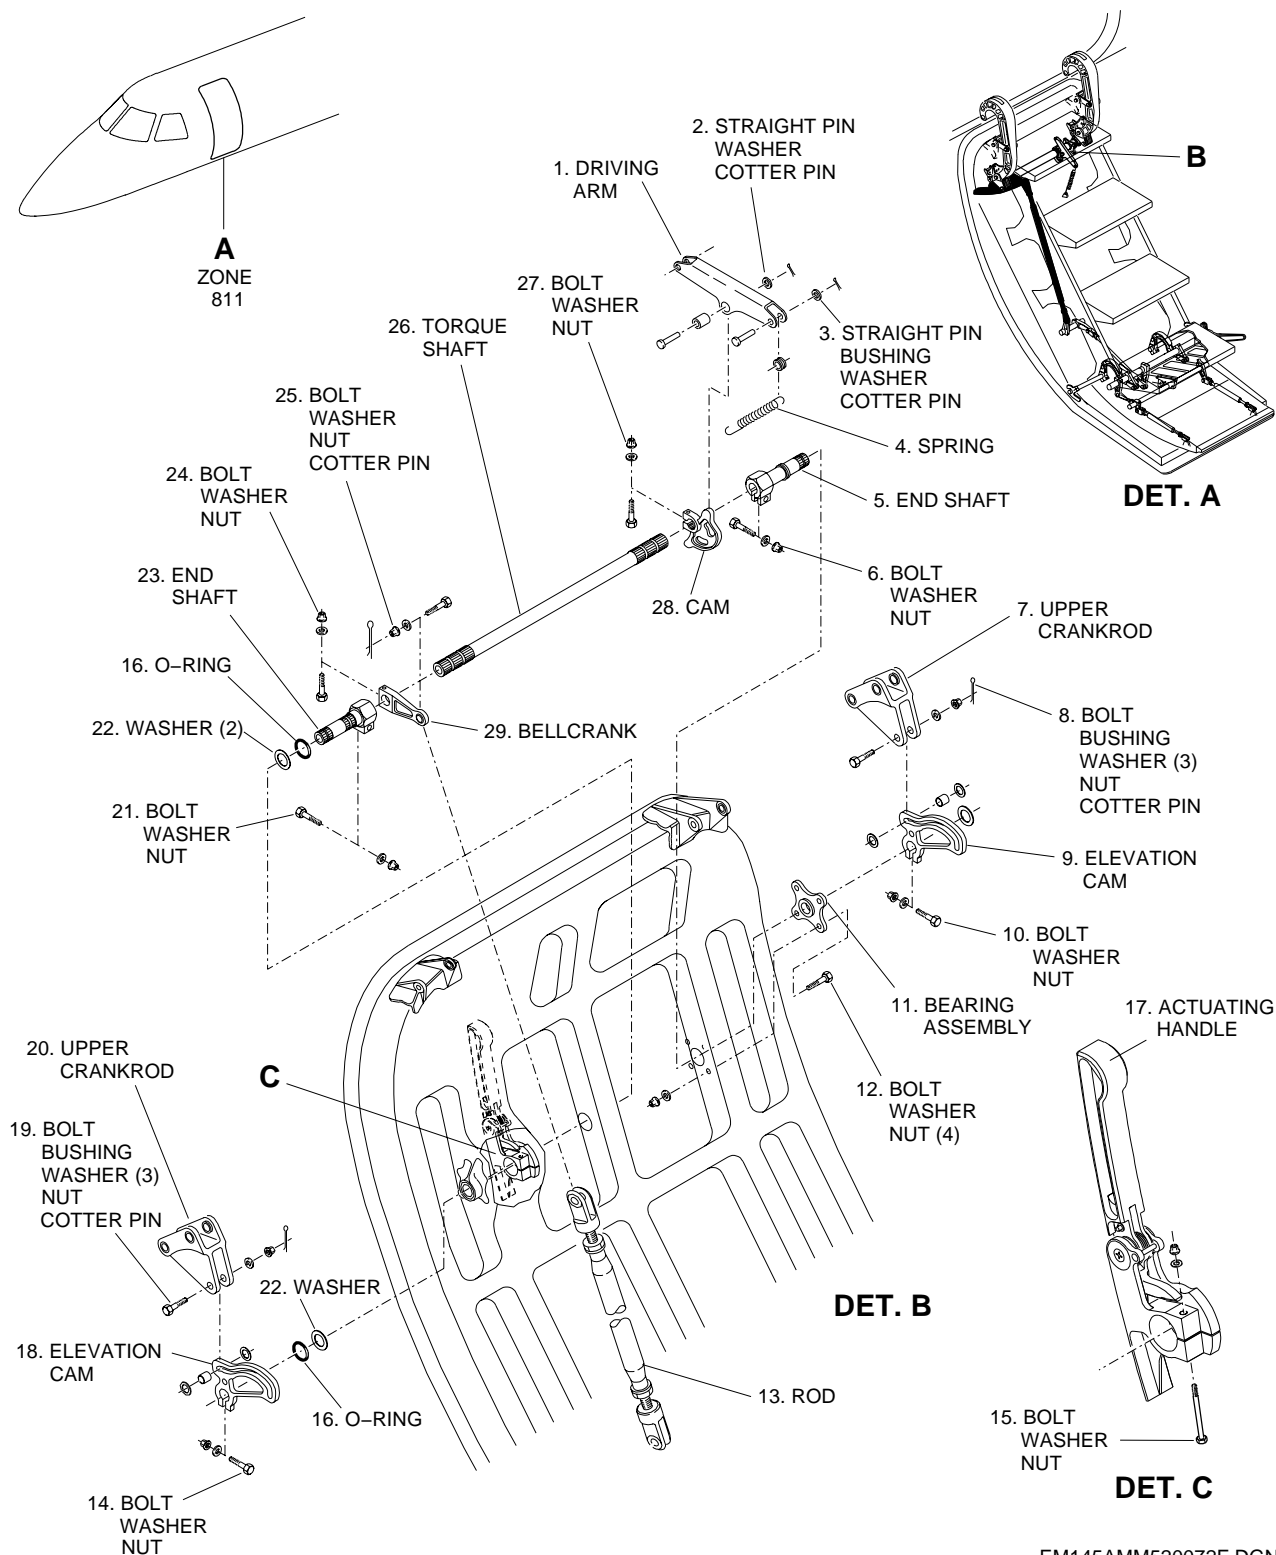 A
ZONE
811
1. DRIVING
ARM
2. STRAIGHT PIN
WASHER
COTTER PIN
B
DET. A
27. BOLT
WASHER
NUT
26. TORQUE
SHAFT
3. STRAIGHT PIN
BUSHING
WASHER
COTTER PIN
25. BOLT
WASHER
NUT
COTTER PIN
4. SPRING
24. BOLT
WASHER
NUT
5. END SHAFT
23. END
SHAFT
6. BOLT
WASHER
NUT
28. CAM
7. UPPER
CRANKROD
16. O–RING
22. WASHER (2)
29. BELLCRANK
8. BOLT
BUSHING
WASHER (3)
NUT
COTTER PIN
21. BOLT
WASHER
NUT
9. ELEVATION
CAM
10. BOLT
WASHER
NUT
11. BEARING
ASSEMBLY
17. ACTUATING
HANDLE
20. UPPER
CRANKROD
C
12. BOLT
WASHER
NUT (4)
19. BOLT
BUSHING
WASHER (3)
NUT
COTTER PIN
22. WASHER
DET. B
18. ELEVATION
CAM
13. ROD
16. O–RING
15. BOLT
WASHER
NUT
DET. C
14. BOLT
WASHER
NUT